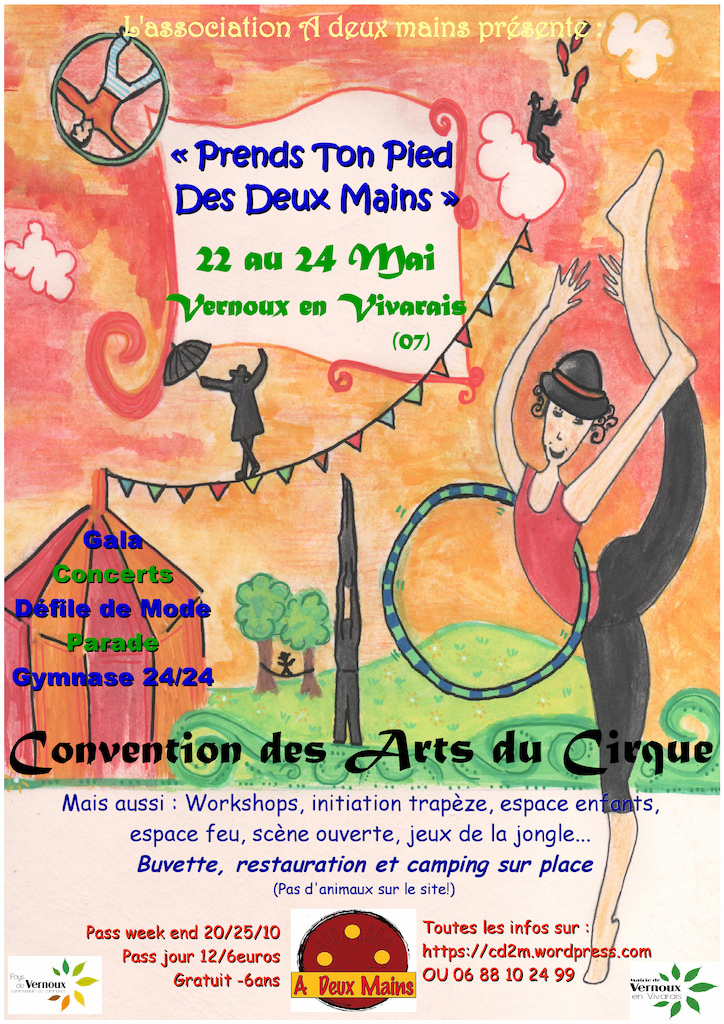 L'association A deux mains présente :
« Prends Ton Pied
Des Deux Mains »
22 au 24 Mai
Vernoux en Vivarais
(07)
Gala
Concerts
Défile de Mode
Parade
Gymnase 24/24
Convention des Arts du Cirque
Mais aussi : Workshops, initiation trapèze, espace enfants,
espace feu, scène ouverte, jeux de la jongle...
Buvette, restauration et camping sur place
(Pas d'animaux sur le site!)
Pass week end 20/25/10
Pass jour 12/6euros
Gratuit -6ans
A Deux Mains
Toutes les infos sur :
https://cd2m.wordpress.com
OU 06 88 10 24 99
Pays
de Vernoux
Mairie de
Vernoux
en Vivarais